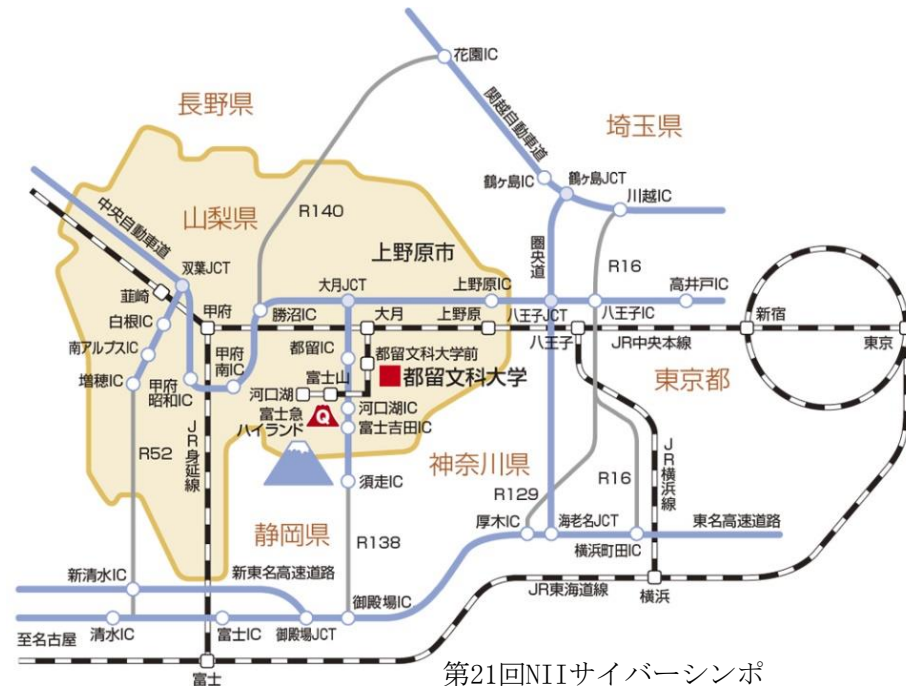 花園IC
長野県
関越自動車道
埼玉県
鶴ヶ島IC
鶴ヶ島JCT
川越IC
中央自動車道
山梨県
R140
上野原市
圏央道
R16
双葉JCT
大月JCT
上野原IC
高井戸IC
韮崎
甲府
勝沼IC
大月
上野原
八王子JCT
八王子IC
新宿
白根IC
八王子
JR中央本線
東京
南アルプスIC
甲府南IC
都留IC
都留文科大学前
都留文科大学
東京都
増穂IC
甲府昭和IC
富士山
河口湖
河口湖IC
富士急ハイランド
Q
富士吉田IC
R52
JR身延線
神奈川県
JR横浜線
須走IC
R129
R16
静岡県
厚木IC
海老名JCT
東名高速道路
R138
横浜町田IC
新清水IC
新東名高速道路
JR東海道線
横浜
御殿場IC
至名古屋
清水IC
富士IC
御殿場JCT
富士
第21回NIIサイバーシンポ